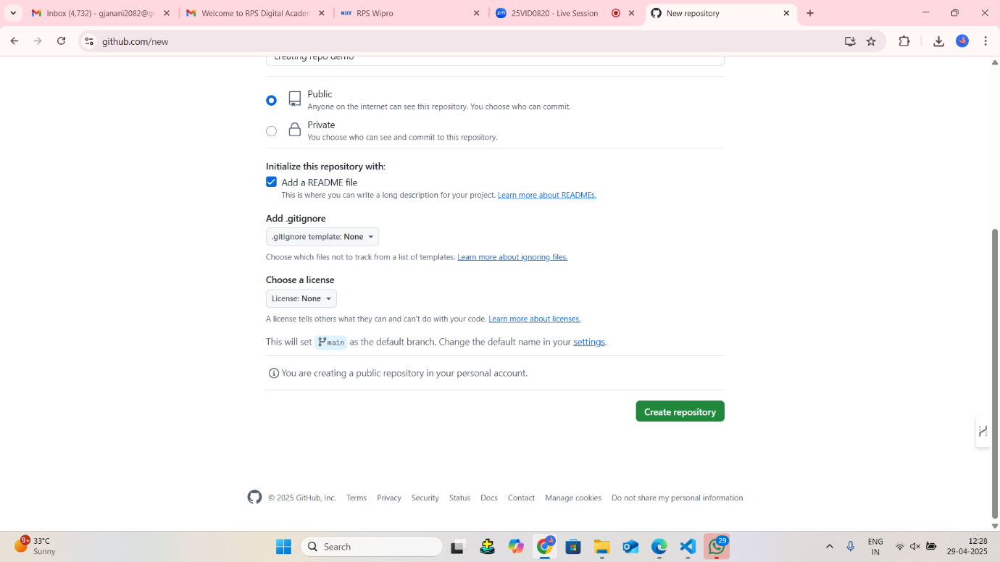 Inbox (4,732) - gjanani2082@g
Welcome to RPS Digital Academ
NIIT RPS Wipro
zm 25VID0820 - Live Session
New repository
github.com/new
creating repo demo
Public
Anyone on the internet can see this repository. You choose who can commit.
Private
You choose who can see and commit to this repository.
Initialize this repository with:
Add a README file
This is where you can write a long description for your project. Learn more about READMEs.
Add .gitignore
.gitignore template: None
Choose which files not to track from a list of templates. Learn more about ignoring files.
Choose a license
License: None
A license tells others what they can and can't do with your code. Learn more about licenses.
This will set main as the default branch. Change the default name in your settings.
You are creating a public repository in your personal account.
Create repository
© 2025 GitHub, Inc. Terms Privacy Security Status Docs Contact Manage cookies Do not share my personal information
9+ 33°C
Sunny
Search
29
ENG
IN
12:28
29-04-2025